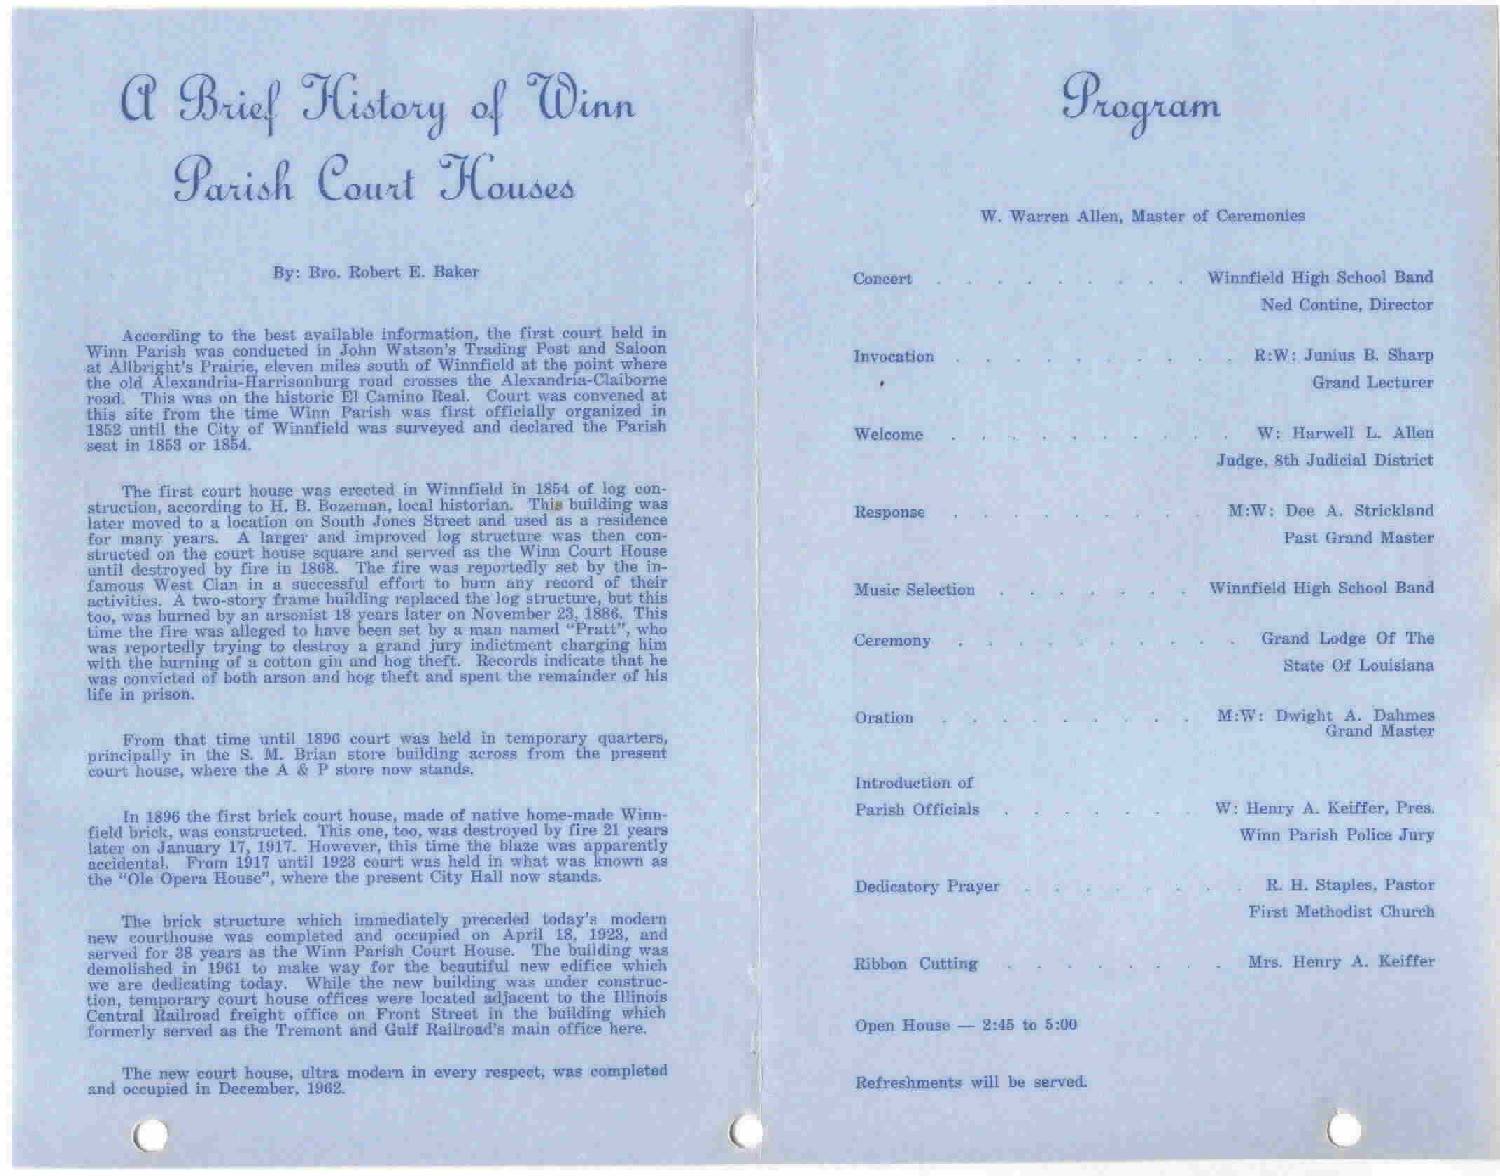 A Brief History of Winn
Parish Court Houses
By: Bro. Robert E. Baker
According to the best available information, the first court held in
Winn Parish was conducted in John Watson's Trading Post and Saloon
at Allbright's Prairie, eleven miles south of Winnfield at the point where
the old Alexandria-Harrisonburg road crosses the Alexandria-Claiborne
road. This was on the historic El Camino Real. Court was convened at
this site from the time Winn Parish was first officially organized in
1852 until the City of Winnfield was surveyed and declared the Parish
seat in 1853 or 1854.
The first court house was erected in Winnfield in 1854 of log con-
struction, according to H. B. Bozeman, local historian. This building was
later moved to a location on South Jones Street and used as a residence
for many years. A larger and improved log structure was then con-
structed on the court house square and served as the Winn Court House
until destroyed by fire in 1868. The fire was reportedly set by the in-
famous West Clan in a successful effort to burn any record of their
activities. A two-story frame building replaced the log structure, but this
too, was burned by an arsonist 18 years later on November 23, 1886. This
time the fire was alleged to have been set by a man named "Pratt", who
was reportedly trying to destroy a grand jury indictment charging him
with the burning of a cotton gin and hog theft. Records indicate that he
was convicted of both arson and hog theft and spent the remainder of his
life in prison.
From that time until 1896 court was held in temporary quarters,
principally in the S. M. Brian store building across from the present
court house, where the A & P store now stands.
In 1896 the first brick court house, made of native home-made Winn-
field brick, was constructed. This one, too, was destroyed by fire 21 years
later on January 17, 1917. However, this time the blaze was apparently
accidental. From 1917 until 1923 court was held in what was known as
the "Ole Opera House", where the present City Hall now stands.
The brick structure which immediately preceded today's modern
new courthouse was completed and occupied on April 18, 1923, and
served for 38 years as the Winn Parish Court House. The building was
demolished in 1961 to make way for the beautiful new edifice which
we are dedicating today. While the new building was under construc-
tion, temporary court house offices were located adjacent to the Illinois
Central Railroad freight office on Front Street in the building which
formerly served as the Tremont and Gulf Railroad's main office here.
The new court house, ultra modern in every respect, was completed
and occupied in December, 1962.
Program
W. Warren Allen, Master of Ceremonies
Concert . . . . . . . . . Winnfield High School Band
Ned Contine, Director
Invocation . . . . . . . . . . R:W: Junius B. Sharp
Grand Lecturer
Welcome . . . . . . . . . . W: Harwell L. Allen
Judge, 8th Judicial District
Response . . . . . . . . . M:W: Dee A. Strickland
Past Grand Master
Music Selection . . . . . . . . Winnfield High School Band
Ceremony . . . . . . . . . . Grand Lodge Of The
State Of Louisiana
Oration . . . . . . . . . M:W: Dwight A. Dahmes
Grand Master
Introduction of
Parish Officials . . . . . . . W: Henry A. Keiffer, Pres.
Winn Parish Police Jury
Dedicatory Prayer . . . . . . . . R. H. Staples, Pastor
First Methodist Church
Ribbon Cutting . . . . . . . . Mrs. Henry A. Keiffer
Open House — 2:45 to 5:00
Refreshments will be served.